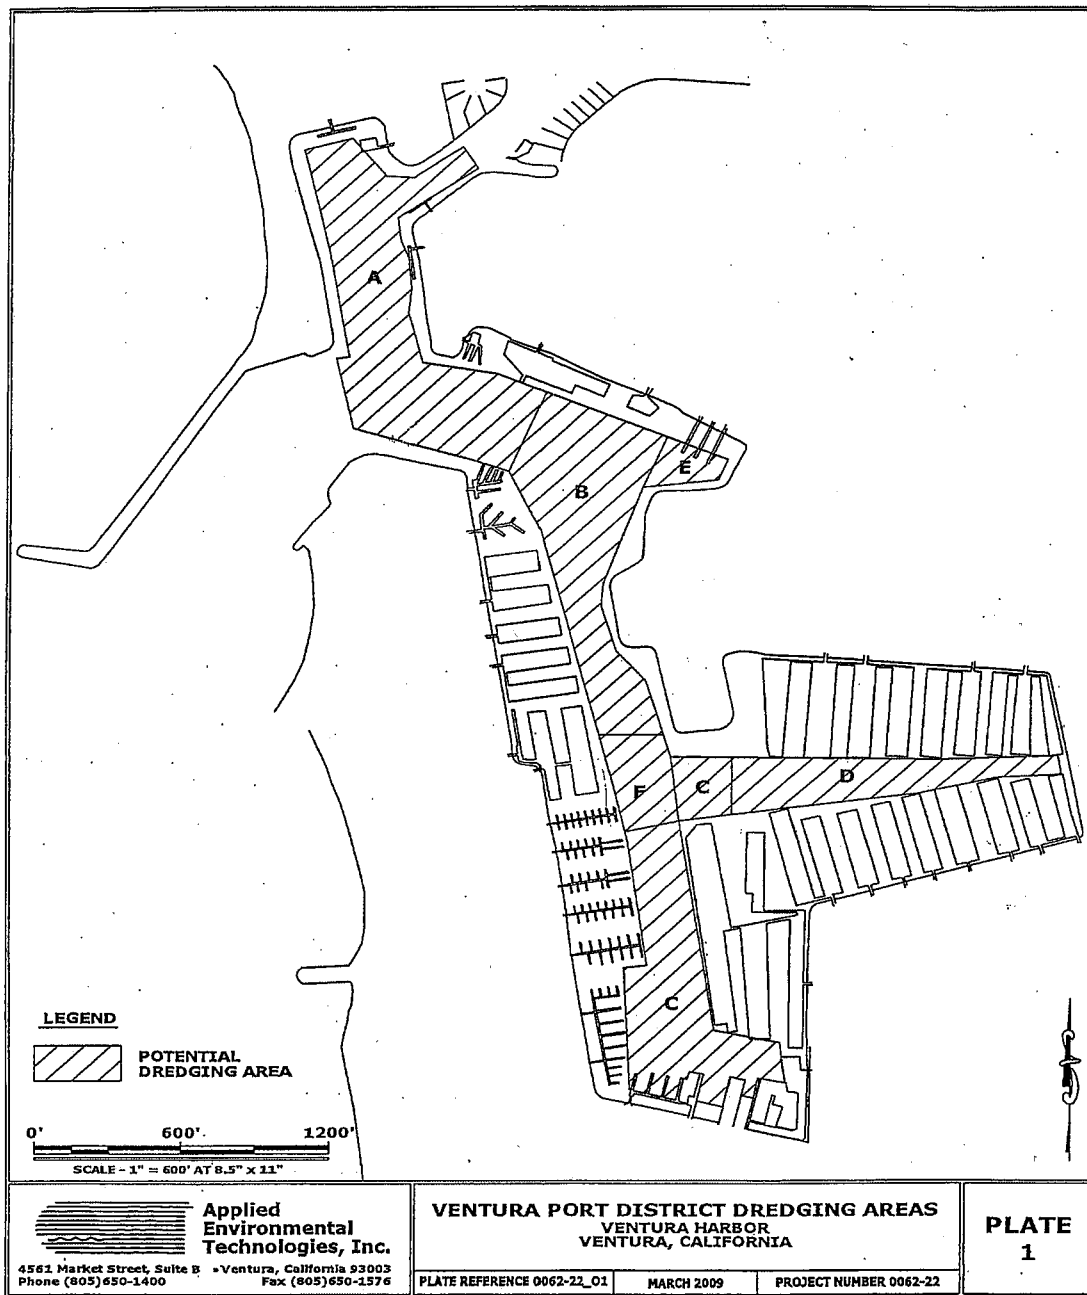 A
B
E
F
C
D
C
LEGEND
POTENTIAL
DREDGING AREA
0' 600' 1200'
SCALE - 1" = 600' AT 8.5" x 11"
Applied
Environmental
Technologies, Inc.
4561 Market Street, Suite B • Ventura, California 93003
Phone (805)650-1400 Fax (805)650-1576
VENTURA PORT DISTRICT DREDGING AREAS
VENTURA HARBOR
VENTURA, CALIFORNIA
PLATE REFERENCE 0062-22_01 MARCH 2009 PROJECT NUMBER 0062-22
PLATE
1